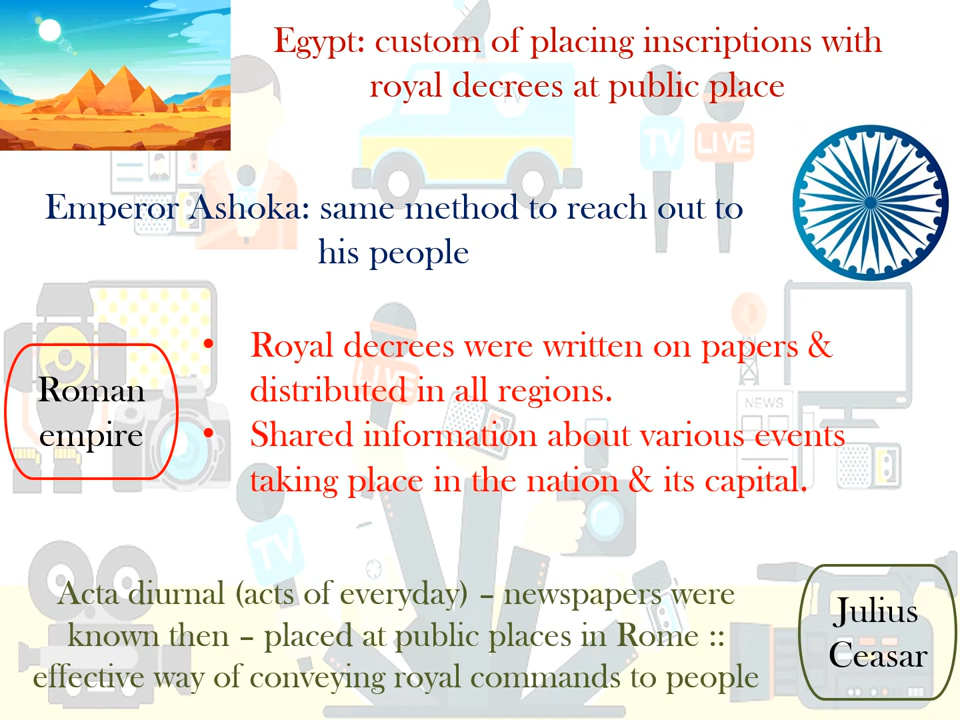 Egypt: custom of placing inscriptions with
royal decrees at public place
TV
LIVE
Emperor Ashoka: same method to reach out to
his people
Roman
empire
• Royal decrees were written on papers &
distributed in all regions.
• Shared information about various events
taking place in the nation & its capital.
LIVE
NEWS
TV
Acta diurnal (acts of everyday) – newspapers were
known then – placed at public places in Rome ::
effective way of conveying royal commands to people
Julius
Ceasar